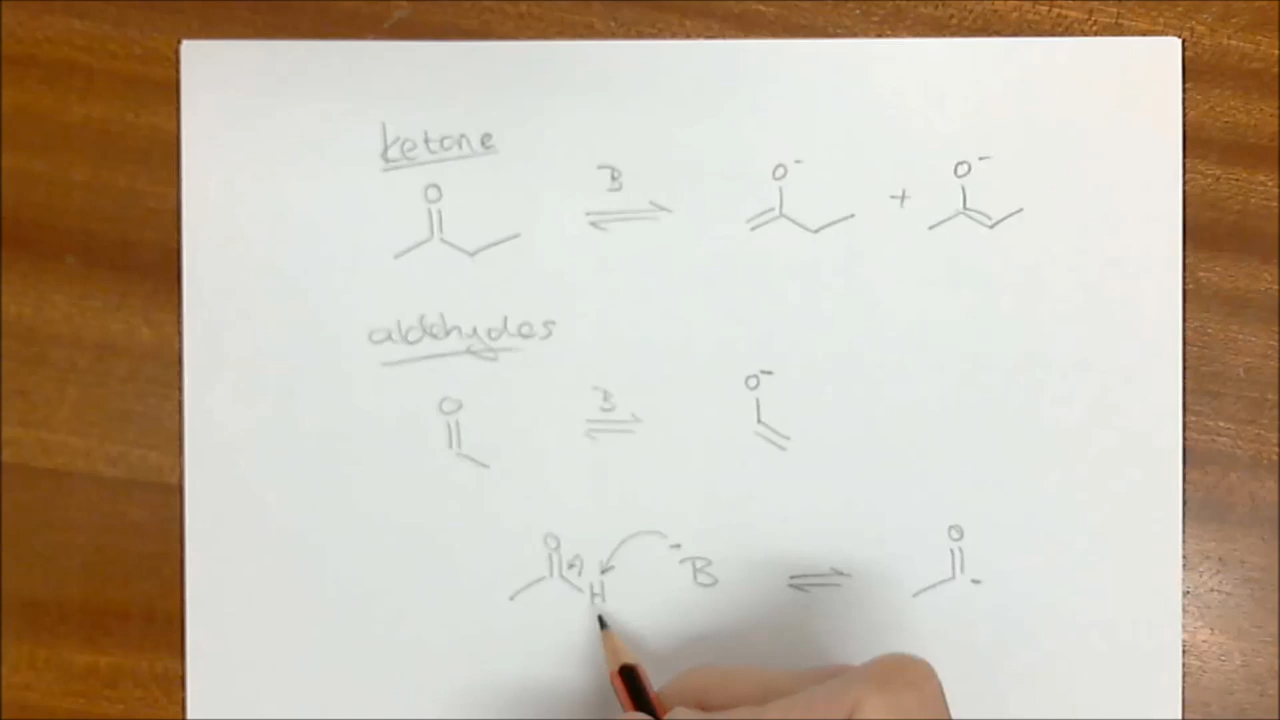 ketone
O B O⁻ + O⁻
aldehydes
O B O⁻
O H ⁻B O ⁻